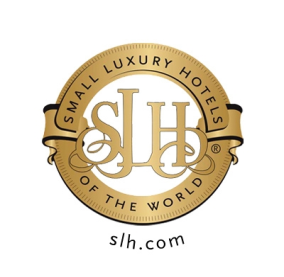 SMALL LUXURY HOTELS
SLH
®
OF THE WORLD
slh.com